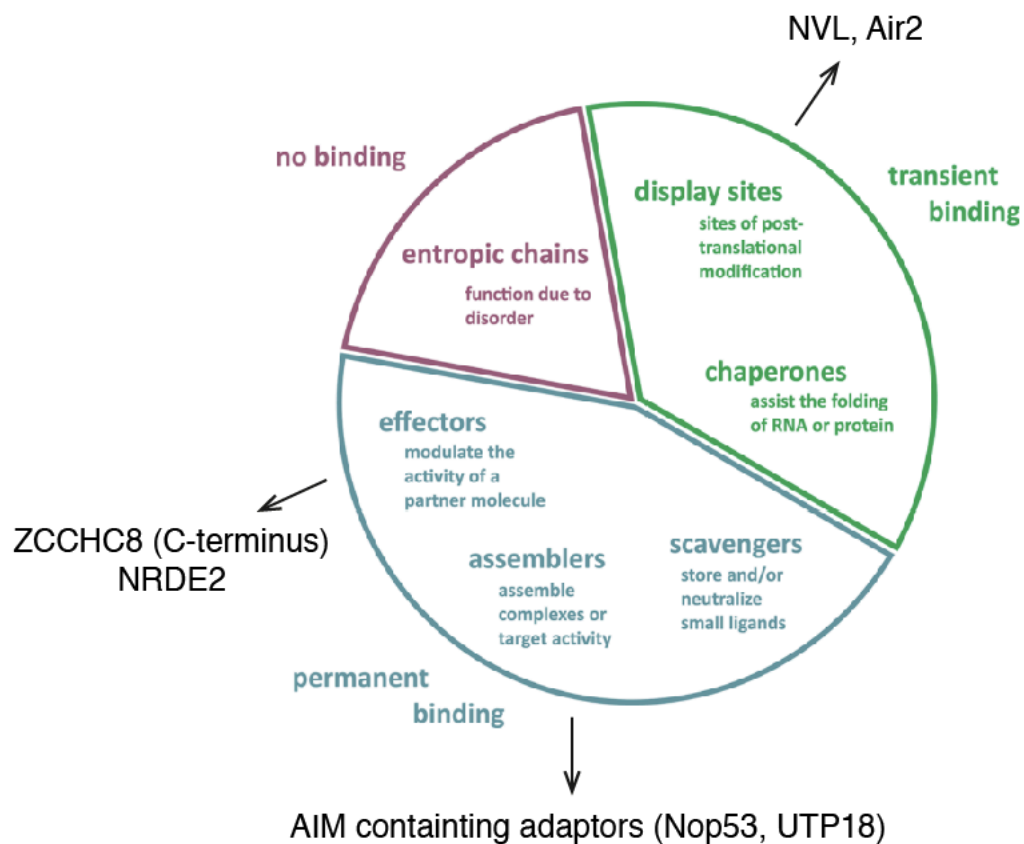 NVL, Air2
no binding
transient
binding
display sites
sites of post-
translational
modification
entropic chains
function due to
disorder
chaperones
assist the folding
of RNA or protein
effectors
modulate the
activity of a
partner molecule
ZCCHC8 (C-terminus)
NRDE2
assemblers
assemble
complexes or
target activity
scavengers
store and/or
neutralize
small ligands
permanent
binding
AIM containting adaptors (Nop53, UTP18)